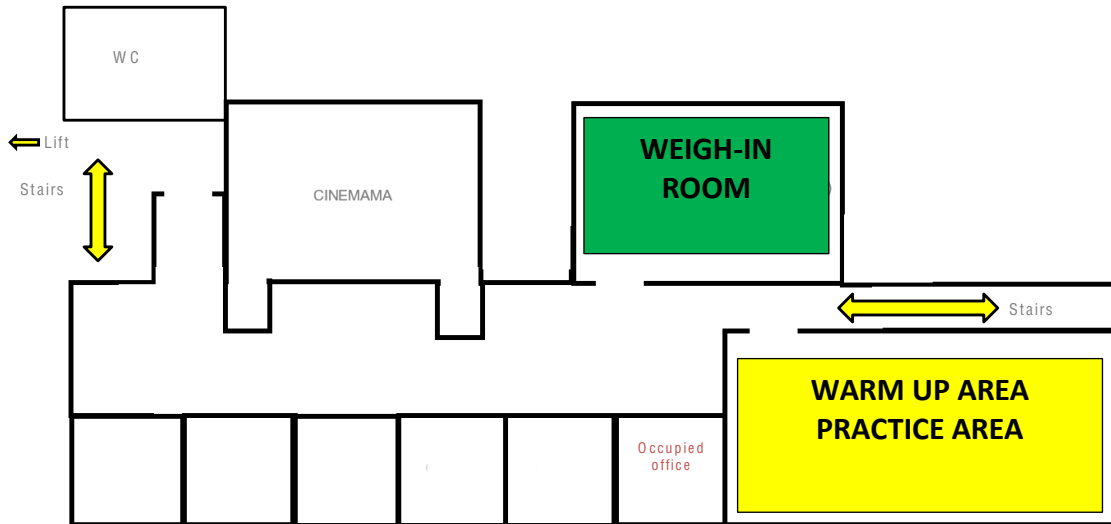 WC
Lift
Stairs
CINEMAMA
WEIGH-IN
ROOM
Stairs
WARM UP AREA
PRACTICE AREA
Occupied
office